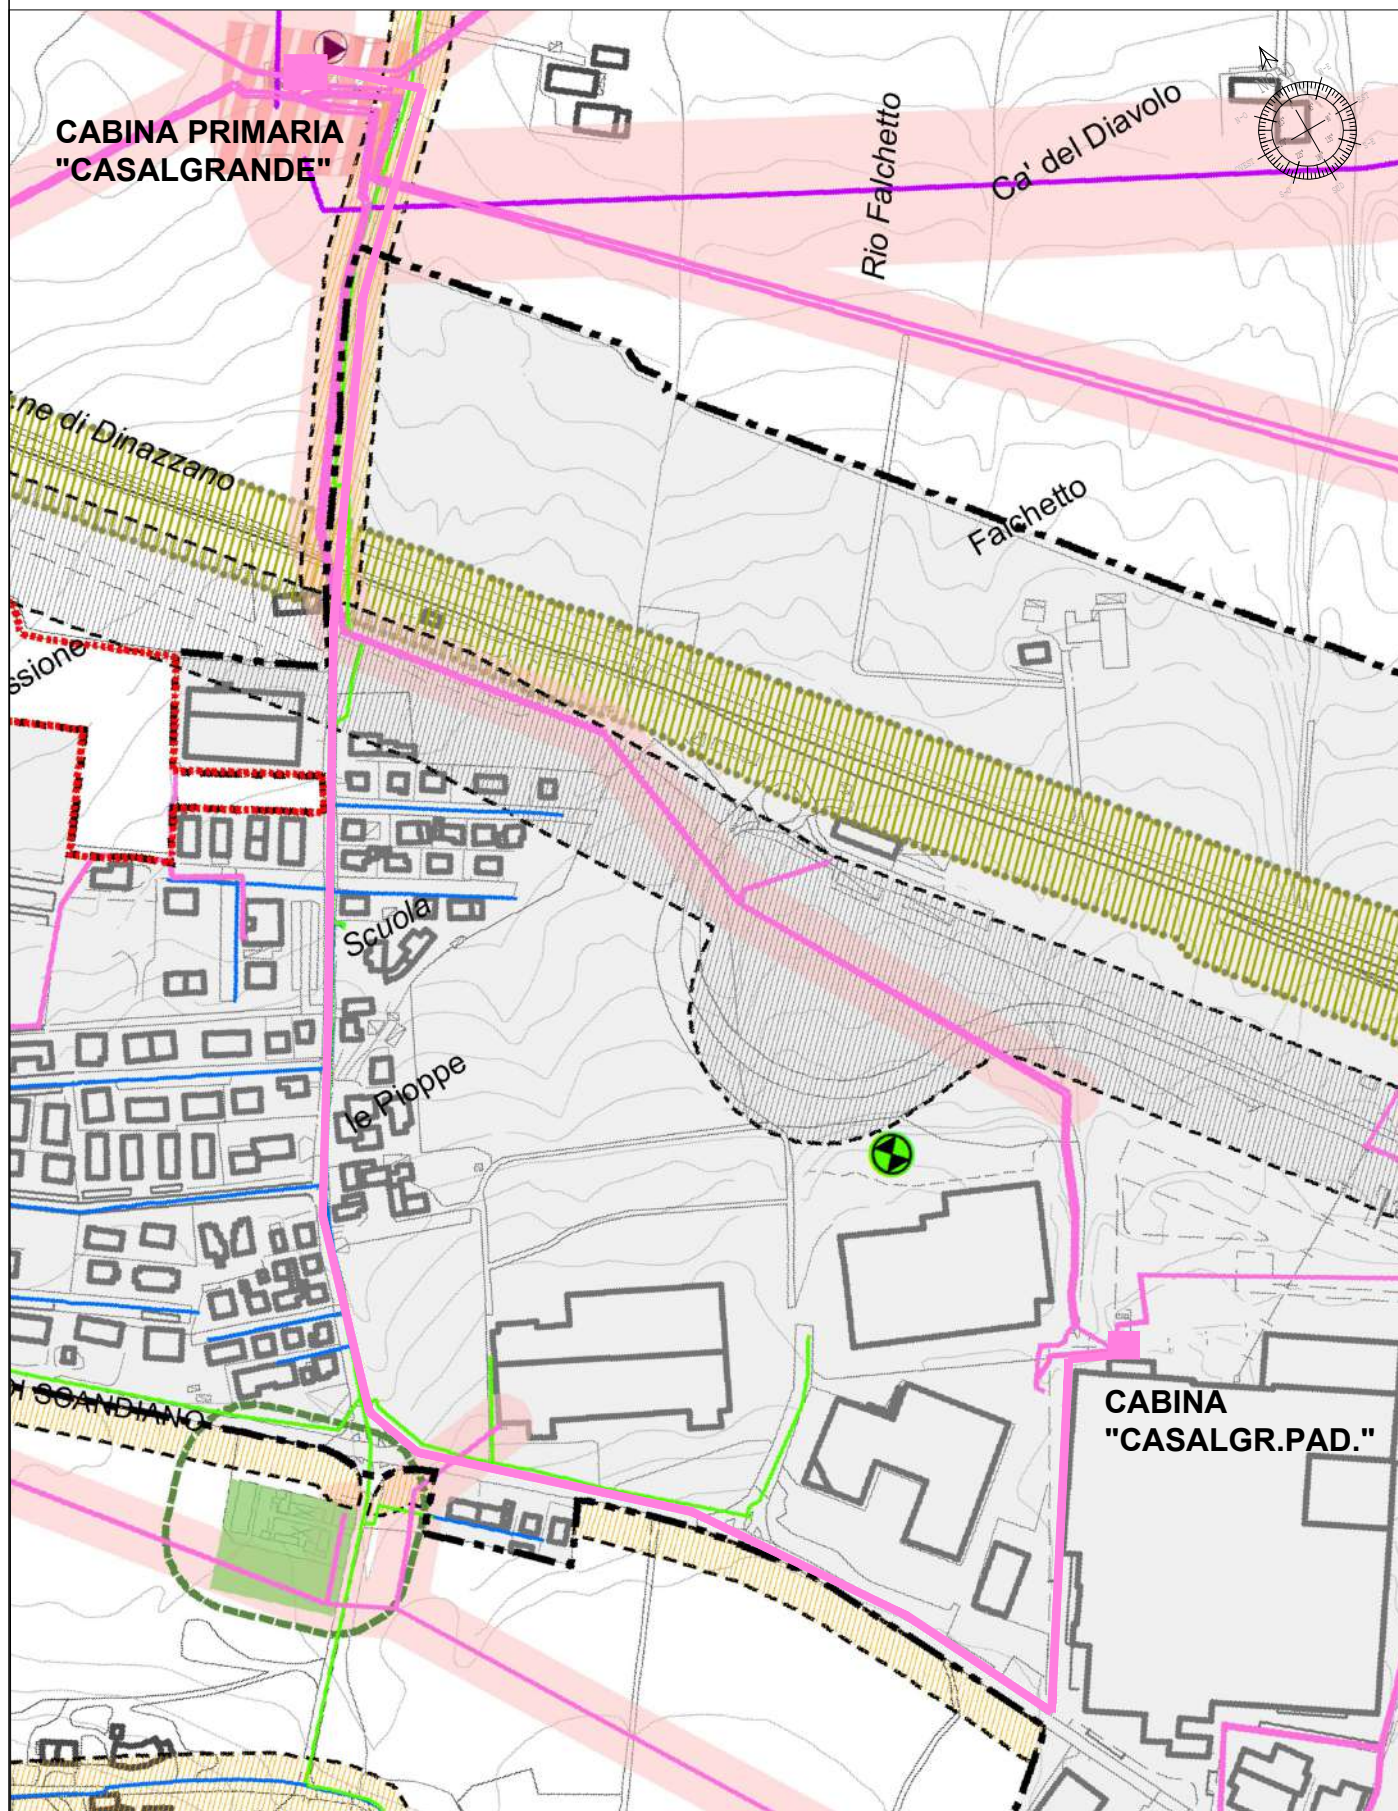 CABINA PRIMARIA
"CASALGRANDE"
Rio Falchetto
Ca' del Diavolo
NORD
ne di Dinazzano
Falchetto
ssione
Scuola
le Pioppe
I SCANDIANO
CABINA
"CASALGR.PAD."